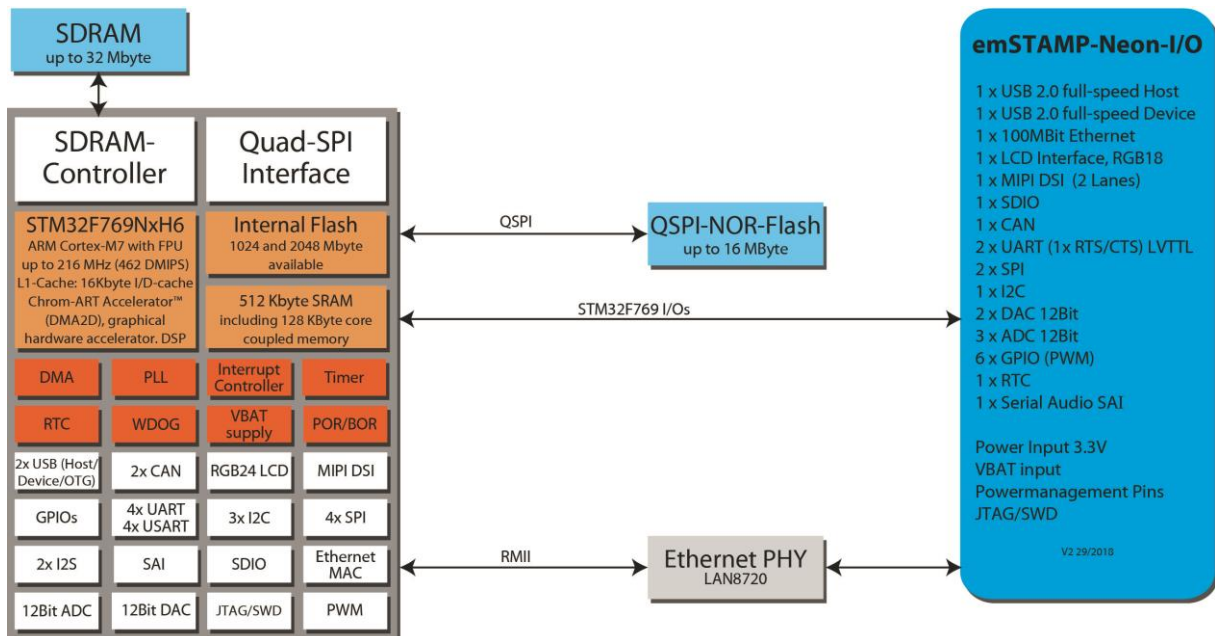 SDRAM
up to 32 Mbyte
SDRAM-
Controller
Quad-SPI
Interface
STM32F769NxH6
ARM Cortex-M7 with FPU
up to 216 MHz (462 DMIPS)
L1-Cache: 16Kbyte I/D-cache
Chrom-ART Accelerator™
(DMA2D), graphical
hardware accelerator. DSP
Internal Flash
1024 and 2048 Mbyte
available
512 Kbyte SRAM
including 128 KByte core
coupled memory
DMA
PLL
Interrupt
Controller
Timer
RTC
WDOG
VBAT
supply
POR/BOR
2x USB (Host/
Device/OTG)
2x CAN
RGB24 LCD
MIPI DSI
GPIOs
4x UART
4x USART
3x I2C
4x SPI
2x I2S
SAI
SDIO
Ethernet
MAC
12Bit ADC
12Bit DAC
JTAG/SWD
PWM
QSPI
QSPI-NOR-Flash
up to 16 MByte
STM32F769 I/Os
RMII
Ethernet PHY
LAN8720
emSTAMP-Neon-I/O
1 x USB 2.0 full-speed Host
1 x USB 2.0 full-speed Device
1 x 100MBit Ethernet
1 x LCD Interface, RGB18
1 x MIPI DSI (2 Lanes)
1 x SDIO
1 x CAN
2 x UART (1x RTS/CTS) LVTTL
2 x SPI
1 x I2C
2 x DAC 12Bit
3 x ADC 12Bit
6 x GPIO (PWM)
1 x RTC
1 x Serial Audio SAI
Power Input 3.3V
VBAT input
Powermanagement Pins
JTAG/SWD
V2 29/2018